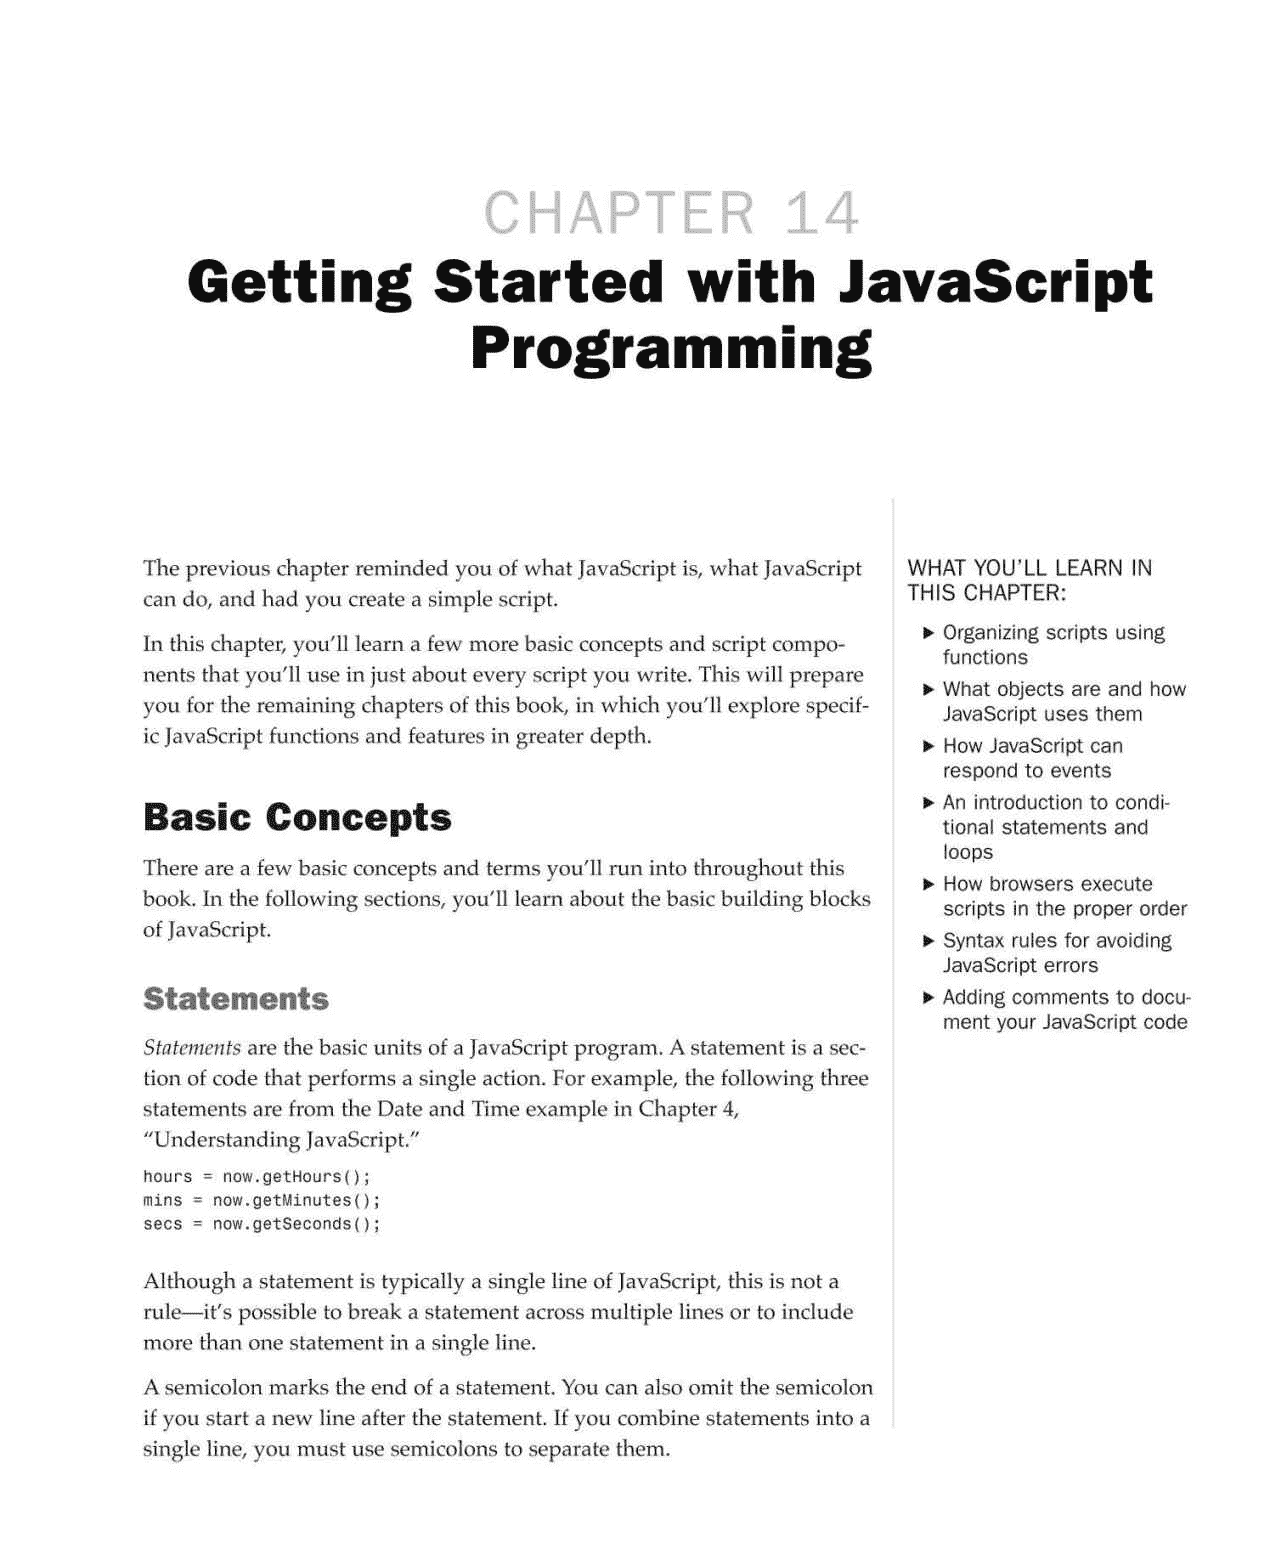 CHAPTER 14
Getting Started with JavaScript
Programming
The previous chapter reminded you of what JavaScript is, what JavaScript
can do, and had you create a simple script.
In this chapter, you'll learn a few more basic concepts and script compo-
nents that you'll use in just about every script you write. This will prepare
you for the remaining chapters of this book, in which you'll explore specif-
ic JavaScript functions and features in greater depth.
Basic Concepts
There are a few basic concepts and terms you'll run into throughout this
book. In the following sections, you'll learn about the basic building blocks
of JavaScript.
Statements
Statements are the basic units of a JavaScript program. A statement is a sec-
tion of code that performs a single action. For example, the following three
statements are from the Date and Time example in Chapter 4,
“Understanding JavaScript.”
hours = now.getHours();
mins = now.getMinutes();
secs = now.getSeconds();
Although a statement is typically a single line of JavaScript, this is not a
rule—it's possible to break a statement across multiple lines or to include
more than one statement in a single line.
A semicolon marks the end of a statement. You can also omit the semicolon
if you start a new line after the statement. If you combine statements into a
single line, you must use semicolons to separate them.
WHAT YOU'LL LEARN IN
THIS CHAPTER:
▶ Organizing scripts using
functions
▶ What objects are and how
JavaScript uses them
▶ How JavaScript can
respond to events
▶ An introduction to condi-
tional statements and
loops
▶ How browsers execute
scripts in the proper order
▶ Syntax rules for avoiding
JavaScript errors
▶ Adding comments to docu-
ment your JavaScript code